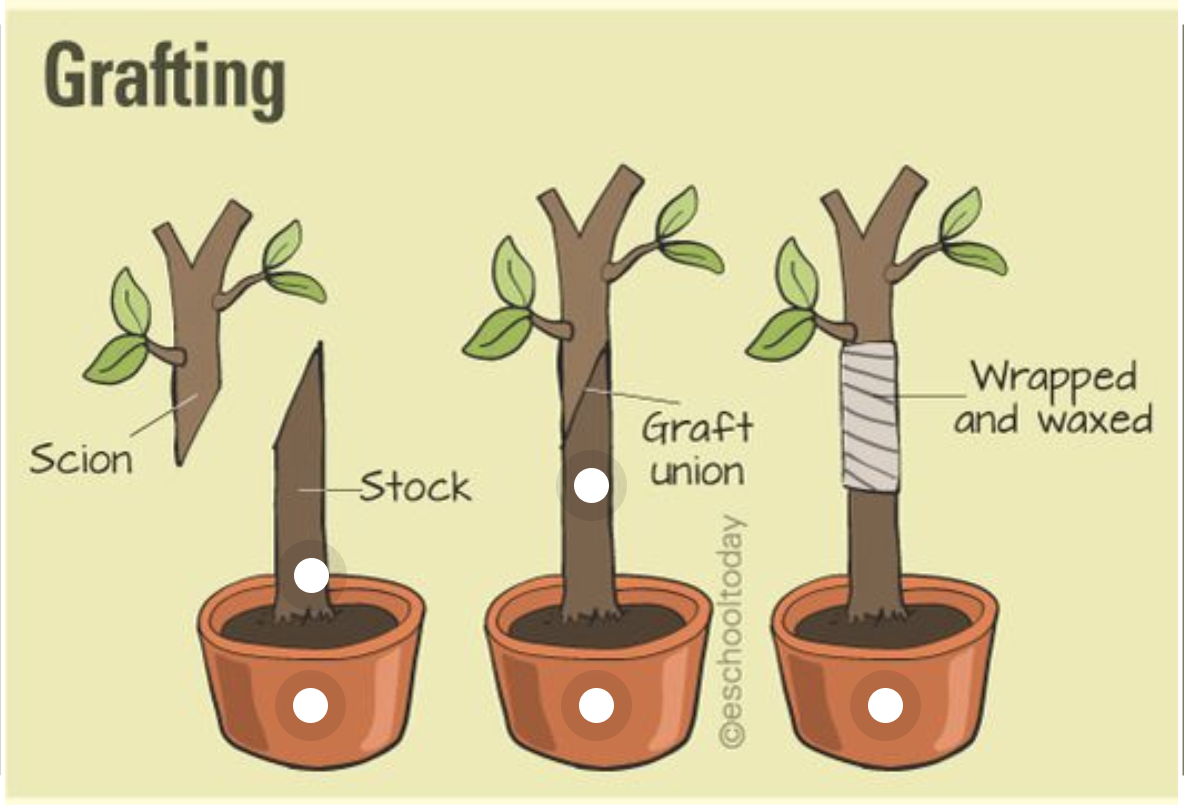 Grafting
Scion
Stock
Graft
union
Wrapped
and waxed
©eschooltoday